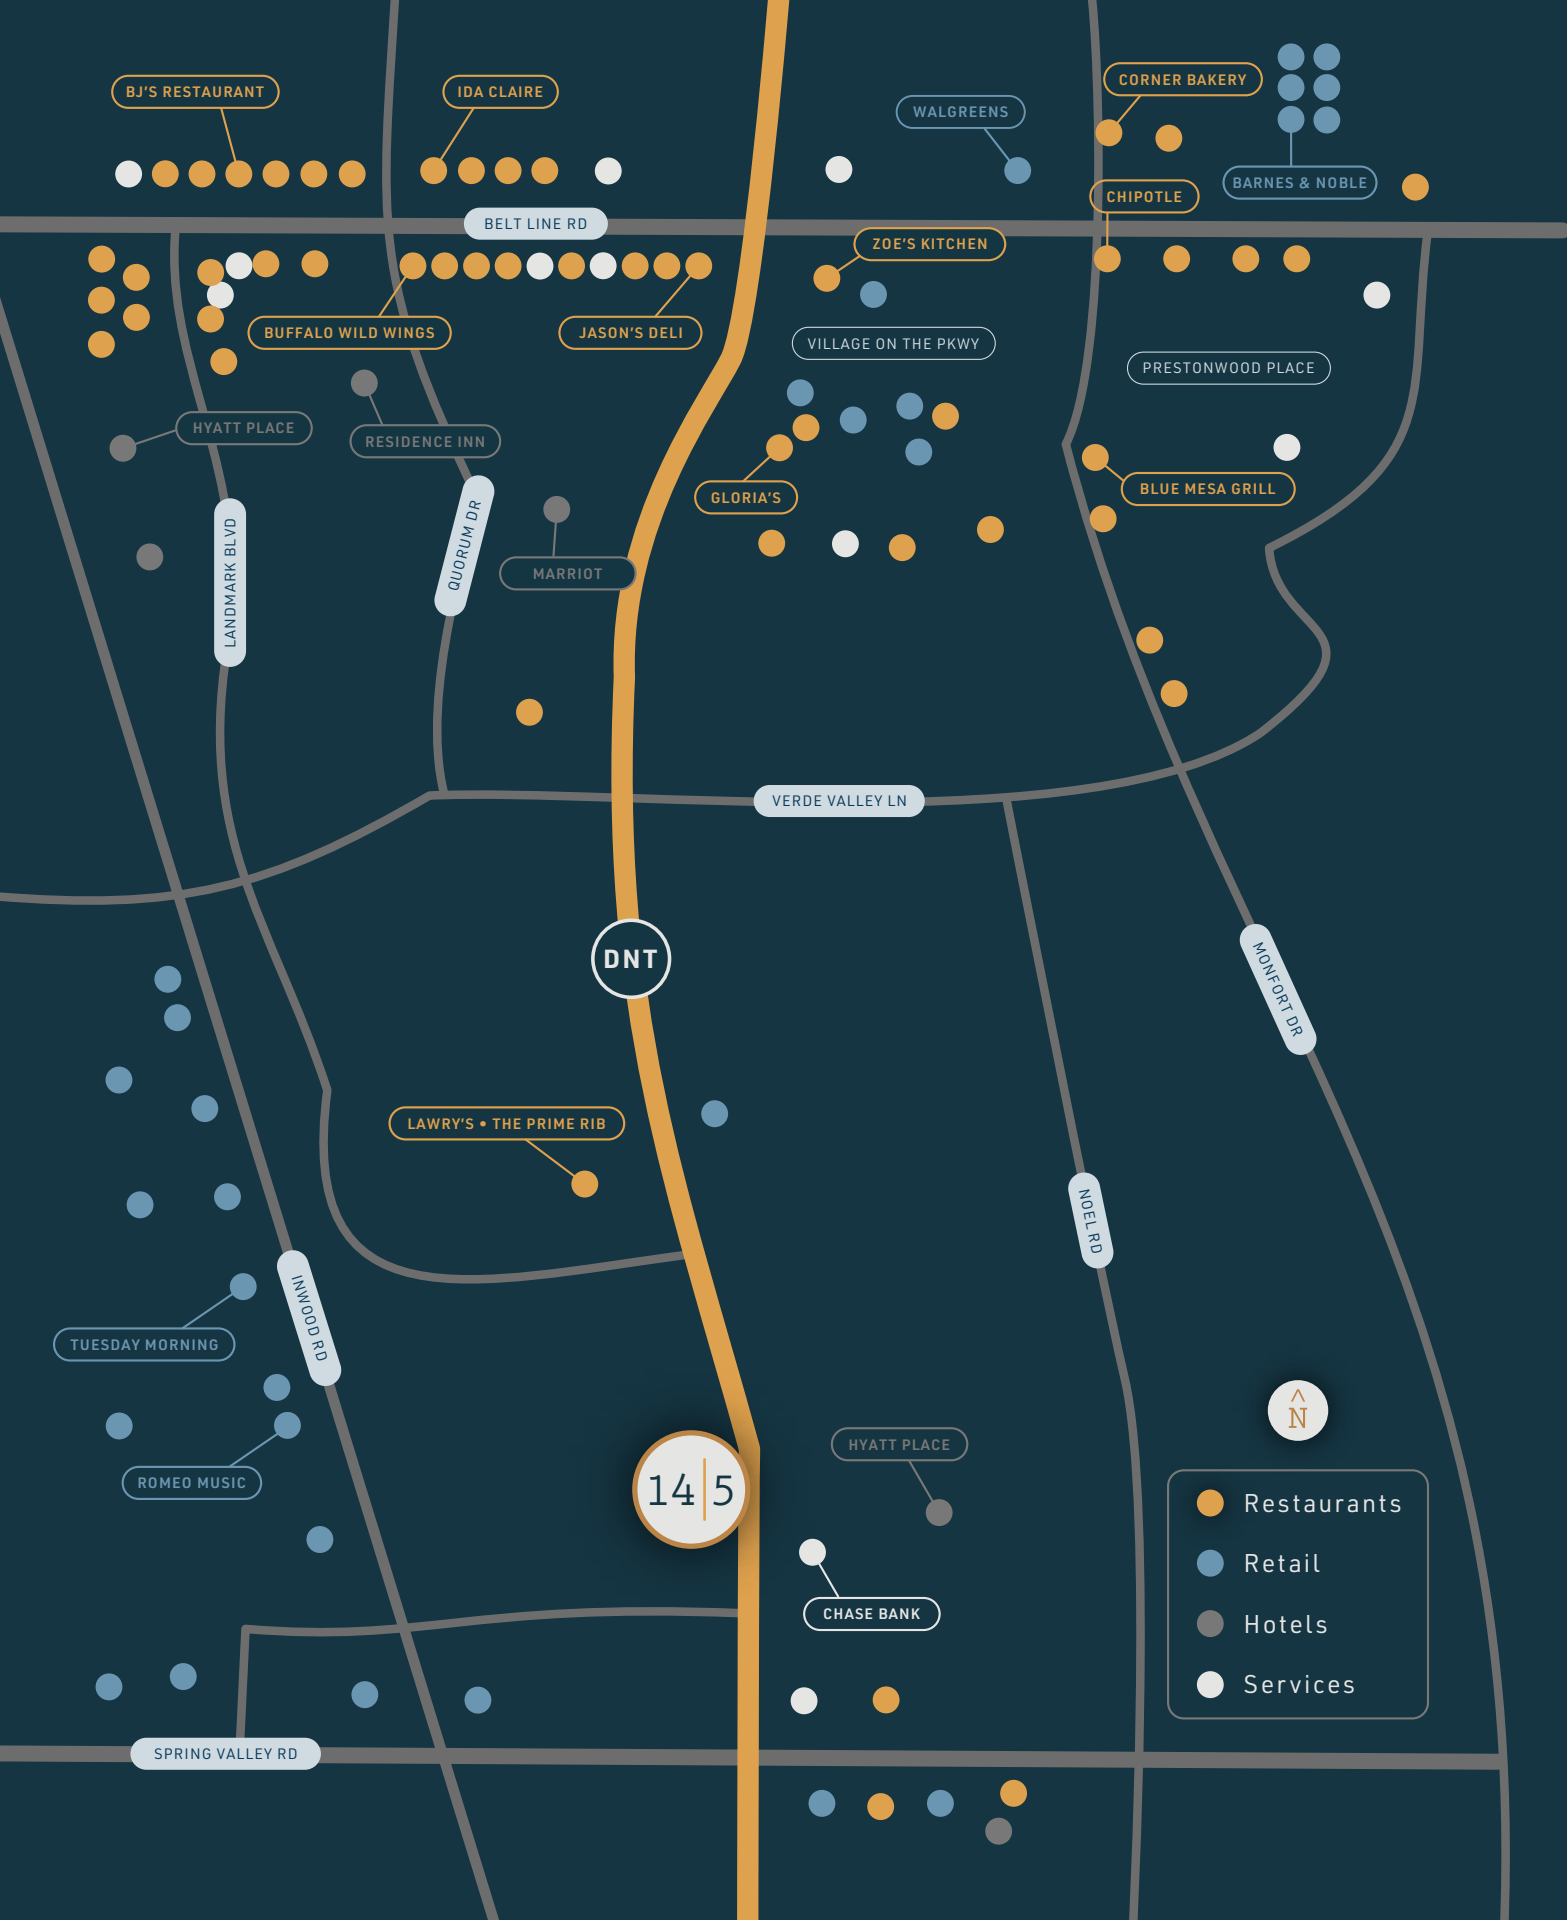 CORNER BAKERY
BJ'S RESTAURANT
IDA CLAIRE
WALGREENS
BARNES & NOBLE
CHIPOTLE
BELT LINE RD
ZOE'S KITCHEN
BUFFALO WILD WINGS
JASON'S DELI
VILLAGE ON THE PKWY
PRESTONWOOD PLACE
HYATT PLACE
RESIDENCE INN
BLUE MESA GRILL
GLORIA'S
QUORUM DR
MARRIOT
LANDMARK BLVD
VERDE VALLEY LN
DNT
MONFORT DR
LAWRY'S • THE PRIME RIB
NOEL RD
INWOOD RD
TUESDAY MORNING
N
HYATT PLACE
ROMEO MUSIC
14|5
Restaurants
Retail
CHASE BANK
Hotels
Services
SPRING VALLEY RD